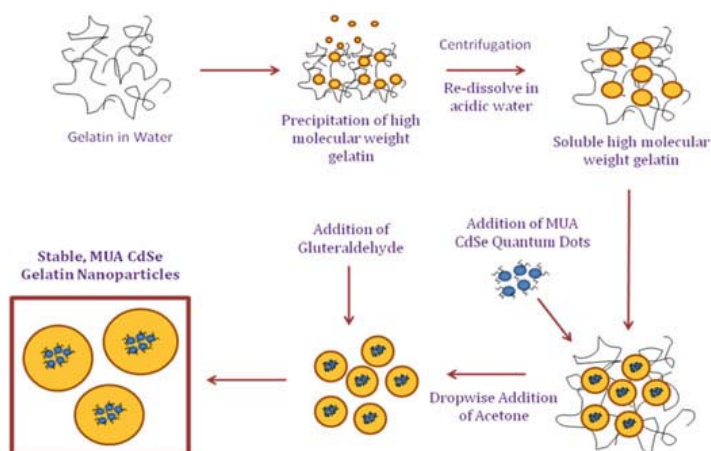 Gelatin in Water
Precipitation of high
molecular weight
gelatin
Centrifugation
Re-dissolve in
acidic water
Soluble high molecular
weight gelatin
Addition of MUA
CdSe Quantum Dots
Dropwise Addition
of Acetone
Addition of
Gluteraldehyde
Stable, MUA CdSe
Gelatin Nanoparticles